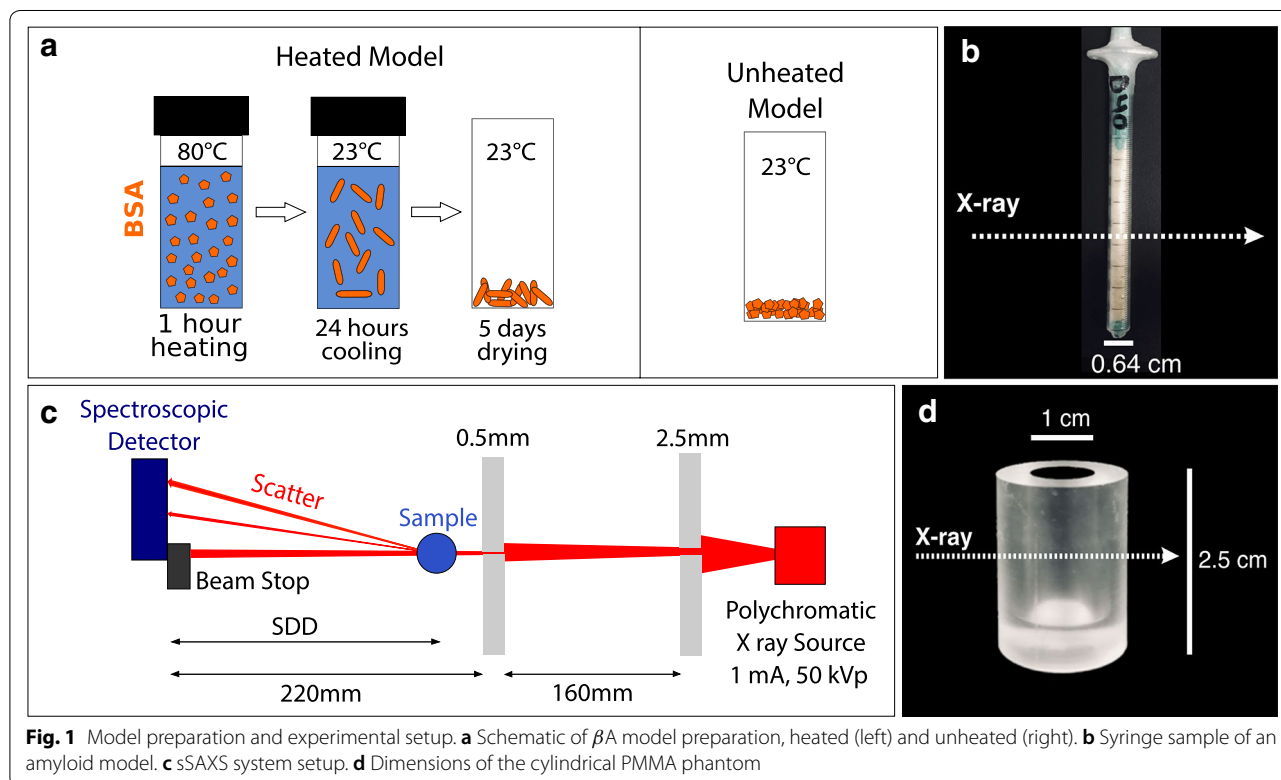 a
Heated Model
80°C
23°C
23°C
BSA
1 hour
heating
24 hours
cooling
5 days
drying
Unheated
Model
23°C
b
D40
X-ray
0.64 cm
c
Spectroscopic
Detector
0.5mm
2.5mm
Scatter
Sample
Beam Stop
SDD
Polychromatic
X ray Source
1 mA, 50 kVp
220mm
160mm
d
1 cm
X-ray
2.5 cm
Fig. 1 Model preparation and experimental setup. a Schematic of βA model preparation, heated (left) and unheated (right). b Syringe sample of an
amyloid model. c sSAXS system setup. d Dimensions of the cylindrical PMMA phantom